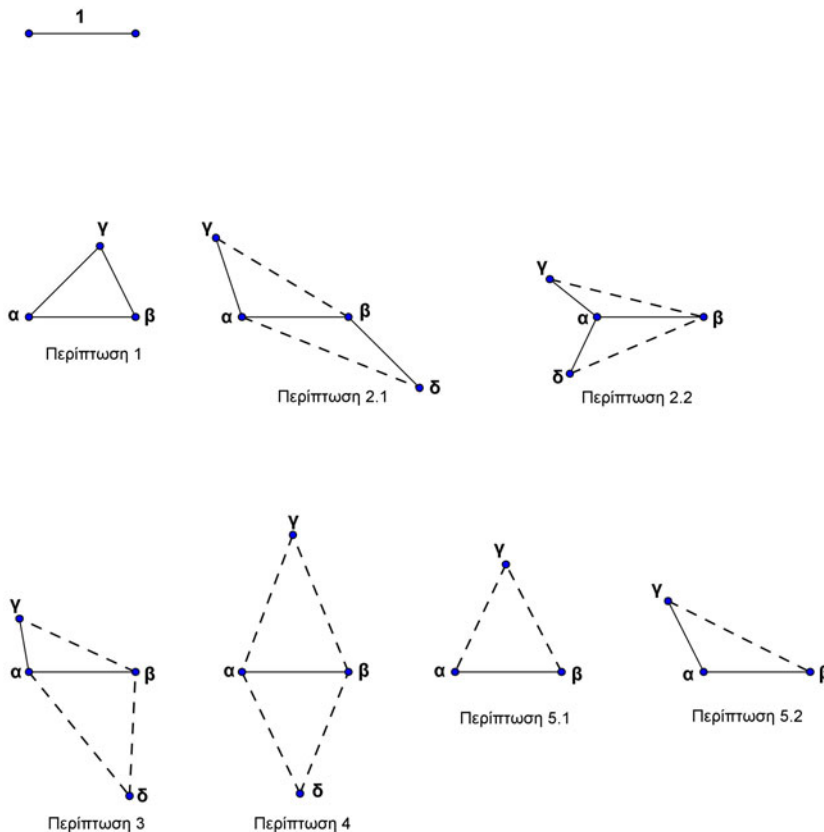 1
γ
α β
Περίπτωση 1
γ
α β
δ
Περίπτωση 2.1
γ
α β
δ
Περίπτωση 2.2
γ
α β
δ
Περίπτωση 3
γ
α β
δ
Περίπτωση 4
γ
α β
Περίπτωση 5.1
γ
α β
Περίπτωση 5.2